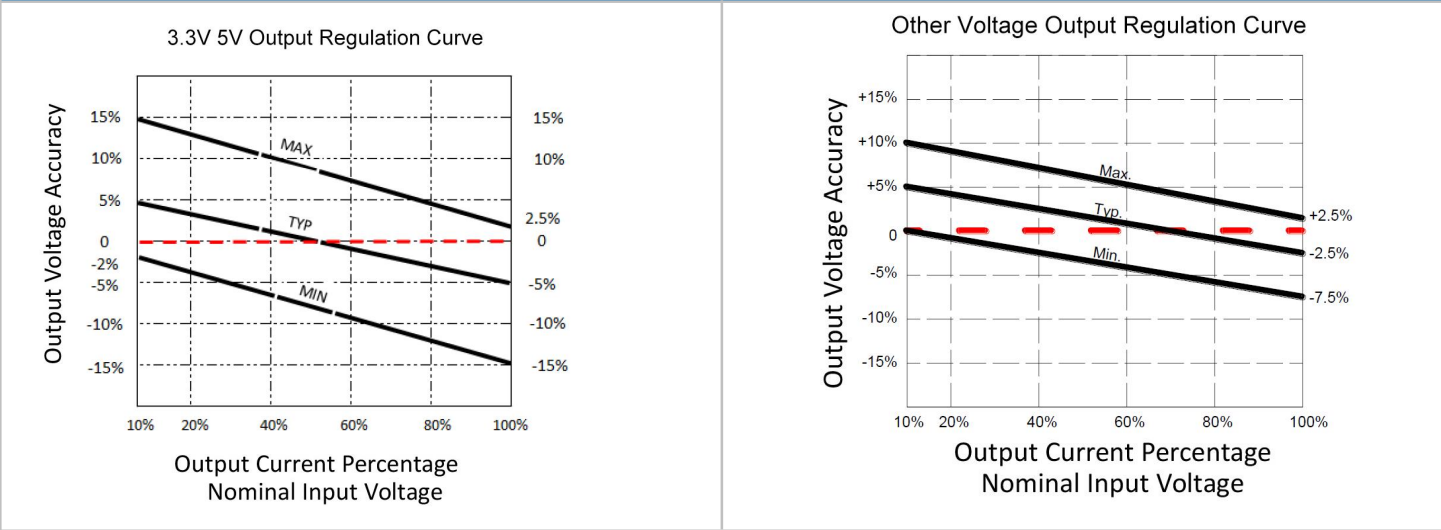 3.3V 5V Output Regulation Curve
Output Voltage Accuracy
15%
10%
5%
0
-2%
-5%
-10%
-15%
MAX
TYP
MIN
15%
10%
2.5%
0
-5%
-10%
-15%
10% 20% 40% 60% 80% 100%
Output Current Percentage
Nominal Input Voltage
Other Voltage Output Regulation Curve
Output Voltage Accuracy
+15%
+10%
+5%
0
-5%
-10%
-15%
Max.
Typ.
Min.
+2.5%
-2.5%
-7.5%
10% 20% 40% 60% 80% 100%
Output Current Percentage
Nominal Input Voltage